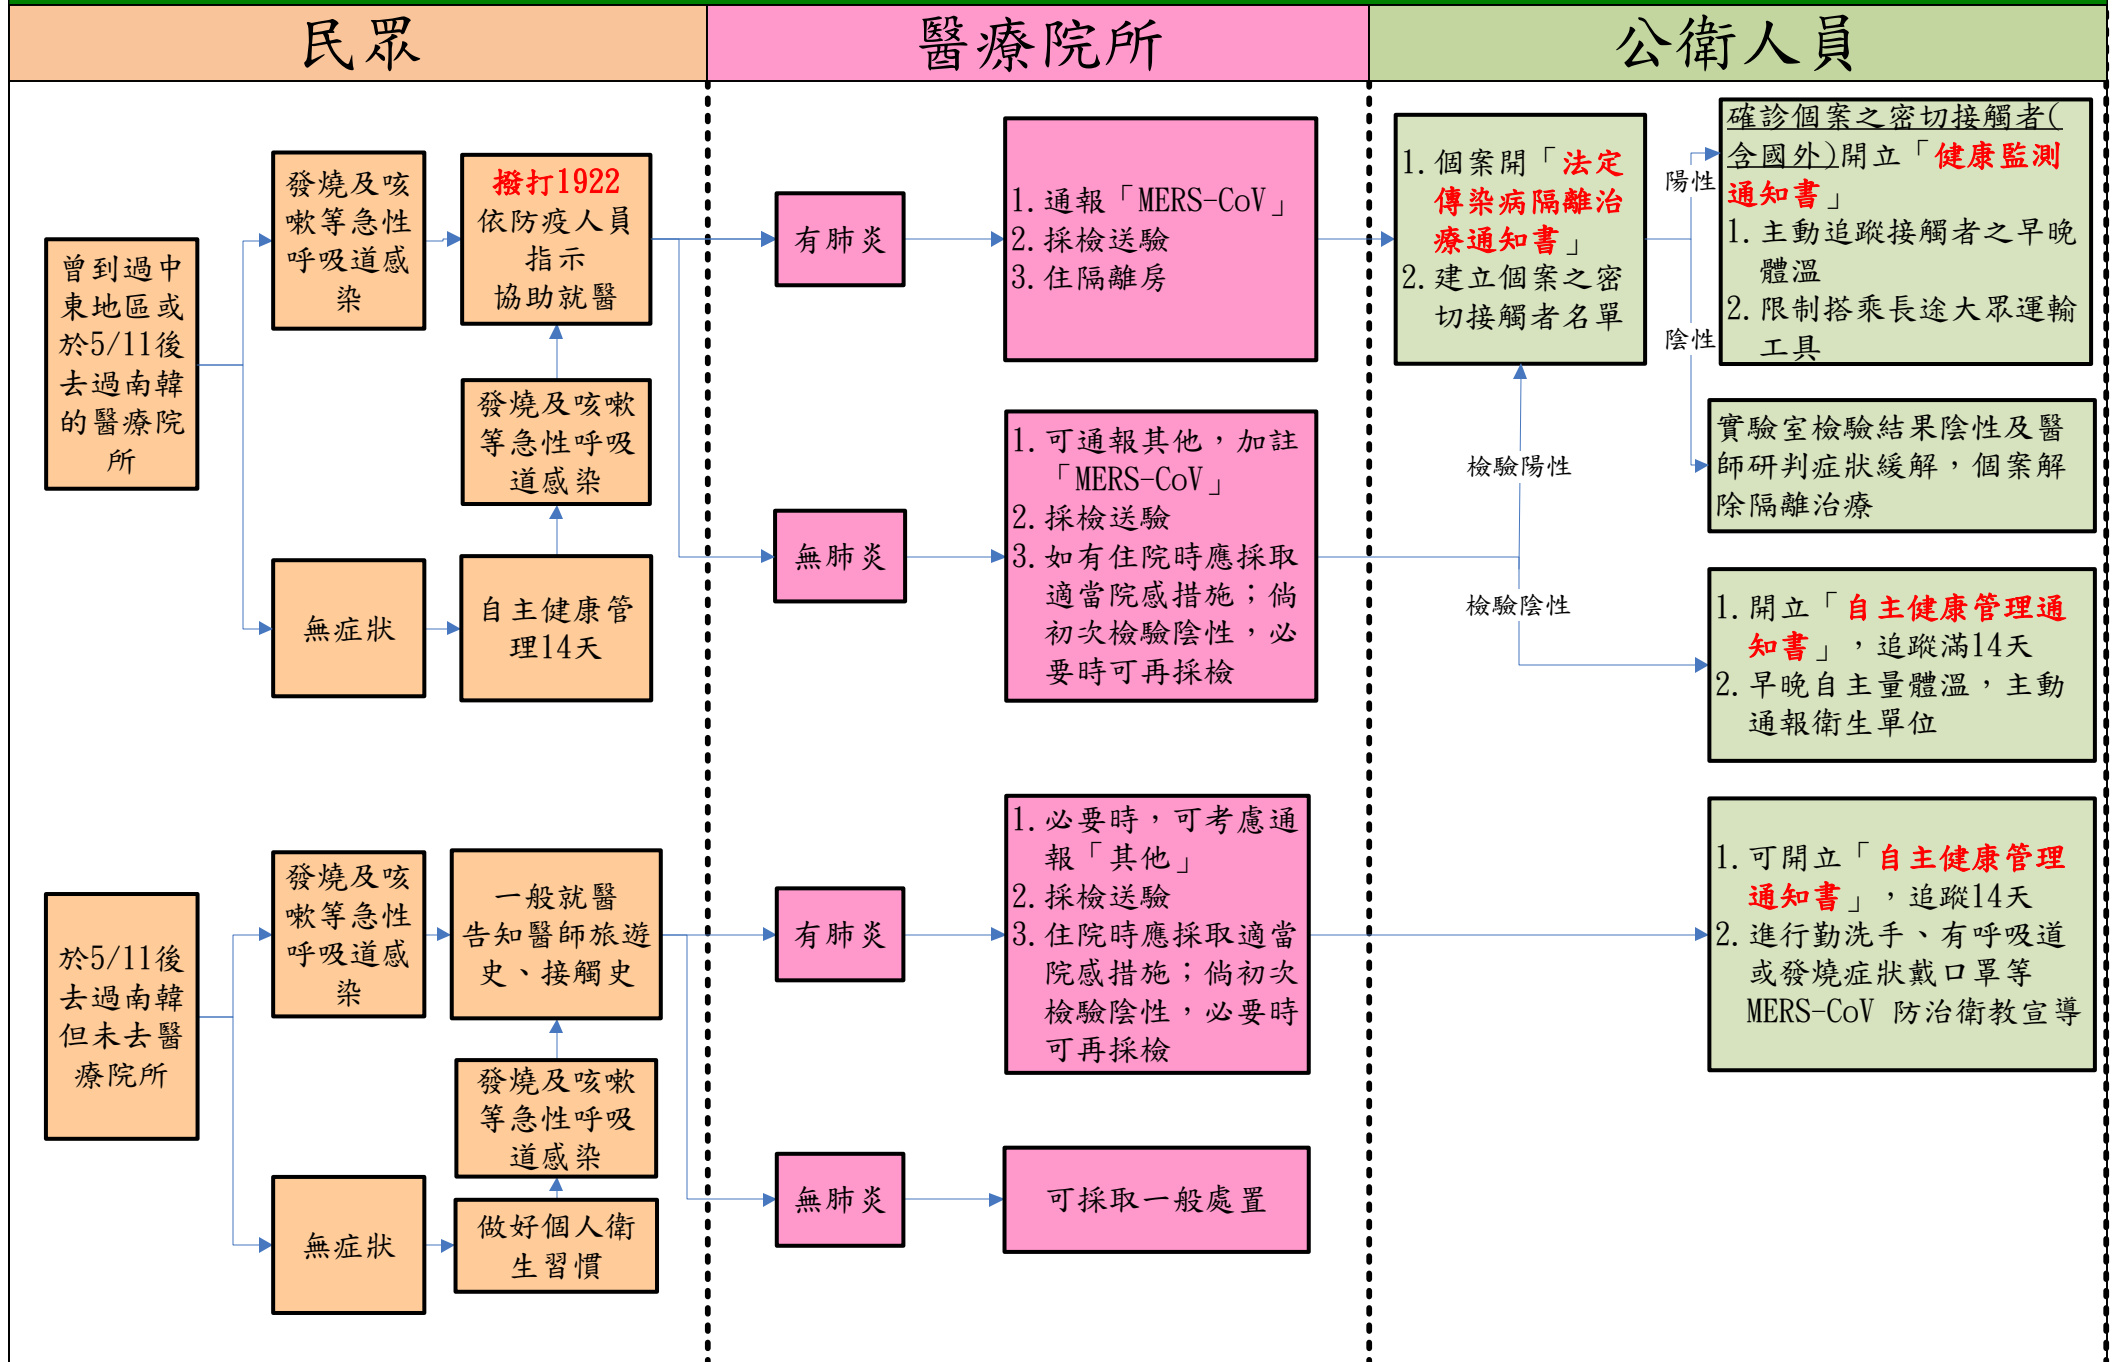 民眾
醫療院所
公衛人員
曾到過中
東地區或
於5/11後
去過南韓
的醫療院
所
發燒及咳
嗽等急性
呼吸道感
染
撥打1922
依防疫人員
指示
協助就醫
發燒及咳嗽
等急性呼吸
道感染
無症狀
自主健康管
理14天
有肺炎
1.通報「MERS-CoV」
2.採檢送驗
3.住隔離房
無肺炎
1.可通報其他，加註
「MERS-CoV」
2.採檢送驗
3.如有住院時應採取
適當院感措施；倘
初次檢驗陰性，必
要時可再採檢
1.個案開「法定
傳染病隔離治
療通知書」
2.建立個案之密
切接觸者名單
陽性
陰性
確診個案之密切接觸者(
含國外)開立「健康監測
通知書」
1.主動追蹤接觸者之早晚
體溫
2.限制搭乘長途大眾運輸
工具
實驗室檢驗結果陰性及醫
師研判症狀緩解，個案解
除隔離治療
檢驗陽性
檢驗陰性
1.開立「自主健康管理通
知書」，追蹤滿14天
2.早晚自主量體溫，主動
通報衛生單位
於5/11後
去過南韓
但未去醫
療院所
發燒及咳
嗽等急性
呼吸道感
染
一般就醫
告知醫師旅遊
史、接觸史
發燒及咳嗽
等急性呼吸
道感染
無症狀
做好個人衛
生習慣
有肺炎
1.必要時，可考慮通
報「其他」
2.採檢送驗
3.住院時應採取適當
院感措施；倘初次
檢驗陰性，必要時
可再採檢
無肺炎
可採取一般處置
1.可開立「自主健康管理
通知書」，追蹤14天
2.進行勤洗手、有呼吸道
或發燒症狀戴口罩等
MERS-CoV 防治衛教宣導